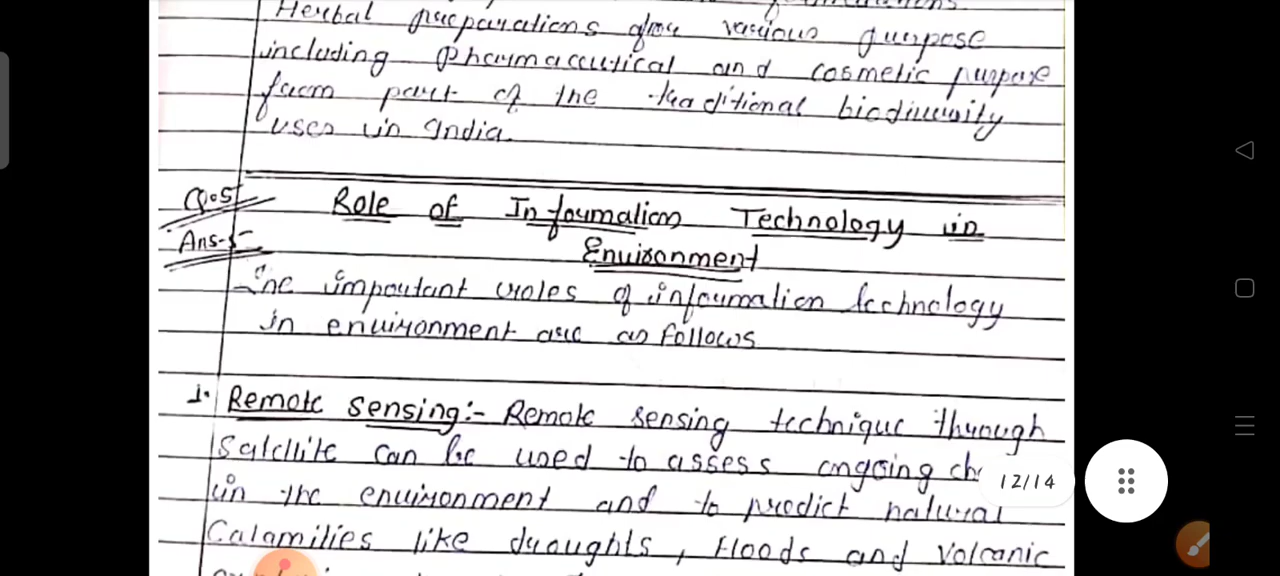 Herbal preparations for various purpose
including pharmaceutical and cosmetic purpose
form part of the traditional biodiversity
uses in India
Q.5
Role of Information Technology in
Ans-5
Environment
The important roles of information technology
in environment are as follows
1. Remote sensing:- Remote sensing technique through
Satellite can be used to assess ongoing
12/14
in the environment and to predict natural
Calamities like droughts, floods and volcanic